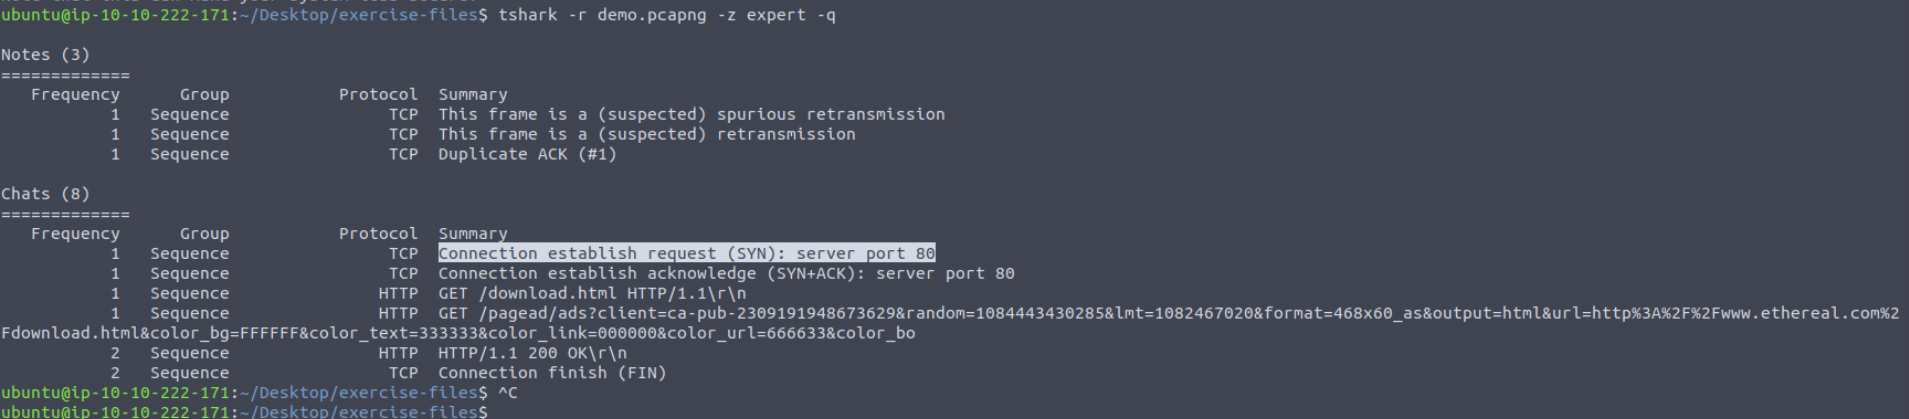 ubuntu@ip-10-10-222-171:~/Desktop/exercise-files$ tshark -r demo.pcapng -z expert -q
Notes (3)
=============
   Frequency      Group           Protocol  Summary
           1   Sequence                TCP  This frame is a (suspected) spurious retransmission
           1   Sequence                TCP  This frame is a (suspected) retransmission
           1   Sequence                TCP  Duplicate ACK (#1)
Chats (8)
=============
   Frequency      Group           Protocol  Summary
           1   Sequence                TCP  Connection establish request (SYN): server port 80
           1   Sequence                TCP  Connection establish acknowledge (SYN+ACK): server port 80
           1   Sequence               HTTP  GET /download.html HTTP/1.1\r\n
           1   Sequence               HTTP  GET /pagead/ads?client=ca-pub-2309191948673629&random=1084443430285&lmt=1082467020&format=468x60_as&output=html&url=http%3A%2F%2Fwww.ethereal.com%2
Fdownload.html&color_bg=FFFFFF&color_text=333333&color_link=000000&color_url=666633&color_bo
           2   Sequence               HTTP  HTTP/1.1 200 OK\r\n
           2   Sequence                TCP  Connection finish (FIN)
ubuntu@ip-10-10-222-171:~/Desktop/exercise-files$ ^C
ubuntu@ip-10-10-222-171:~/Desktop/exercise-files$